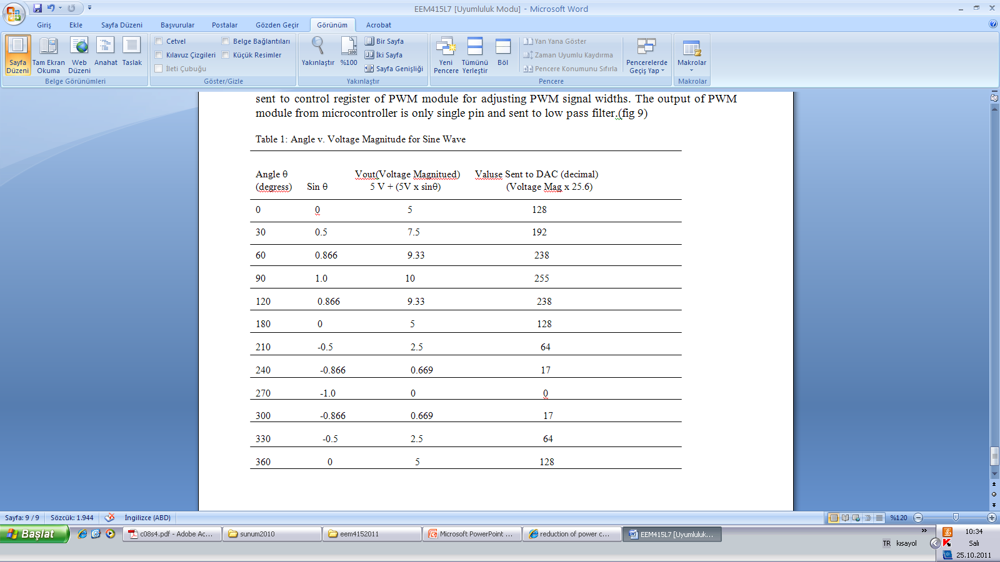 EEM415L7 [Uyumluluk Modu] - Microsoft Word
Giriş Ekle Sayfa Düzeni Başvurular Postalar Gözden Geçir Görünüm Acrobat
Sayfa Düzeni
Tam Ekran Okuma
Web Düzeni
Anahat
Taslak
Belge Görünümleri
Cetvel
Kılavuz Çizgileri
İleti Çubuğu
Belge Bağlantıları
Küçük Resimler
Göster/Gizle
Yakınlaştır
%100
Bir Sayfa
İki Sayfa
Sayfa Genişliği
Yakınlaştır
Yeni Pencere
Tümünü Yerleştir
Böl
Yan Yana Göster
Zaman Uyumlu Kaydırma
Pencere Konumunu Sıfırla
Pencerelerde Geçiş Yap
Pencere
Makrolar
Makrolar
sent to control register of PWM module for adjusting PWM signal widths. The output of PWM
module from microcontroller is only single pin and sent to low pass filter.(fig 9)
Table 1: Angle v. Voltage Magnitude for Sine Wave
Angle θ Vout(Voltage Magnitued) Valuse Sent to DAC (decimal)
(degress) Sin θ 5 V + (5V x sinθ) (Voltage Mag x 25.6)
0 0 5 128
30 0.5 7.5 192
60 0.866 9.33 238
90 1.0 10 255
120 0.866 9.33 238
180 0 5 128
210 -0.5 2.5 64
240 -0.866 0.669 17
270 -1.0 0 0
300 -0.866 0.669 17
330 -0.5 2.5 64
360 0 5 128
Sayfa: 9 / 9 Sözcük: 1.944 İngilizce (ABD) %120
Başlat c08s4.pdf - Adobe Ac... sunum2010 eem4152011 Microsoft PowerPoint ... reduction of power c... EEM415L7 [Uyumluluk...
TR kısayol
10:34
Salı
25.10.2011